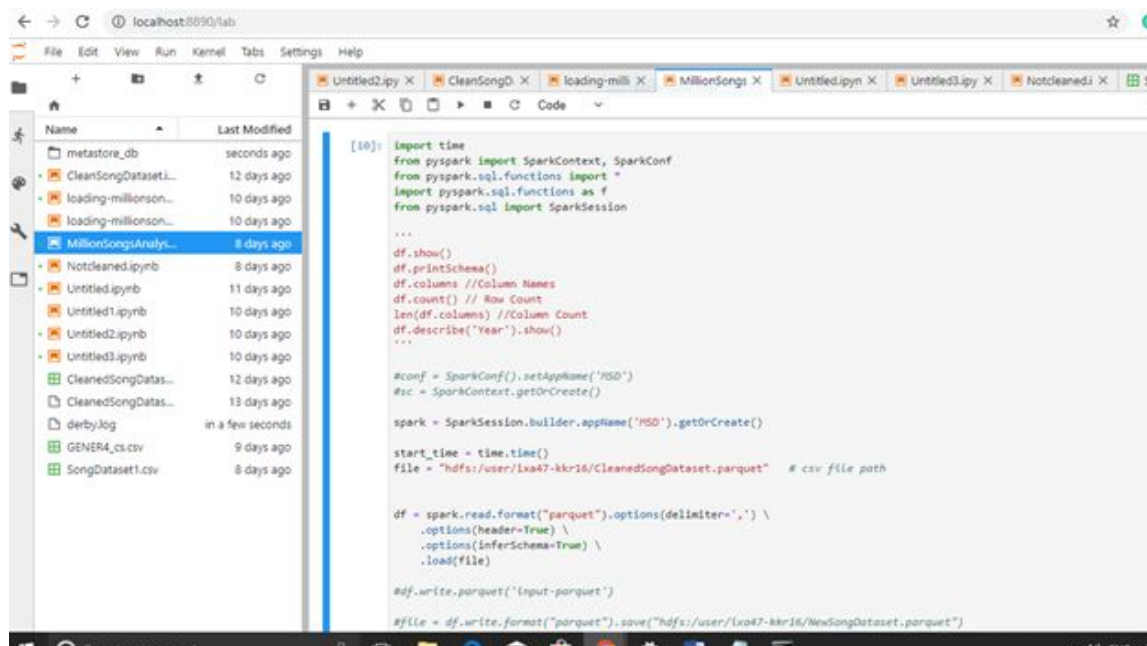 localhost:8890/lab
File Edit View Run Kernel Tabs Settings Help
Untitled2.ipy CleanSongD. loading-milli MillionSongs Untitled.ipyn Untitled3.ipy Notcleaned.i
Code
Name Last Modified
metastore_db seconds ago
CleanSongDataset.i... 12 days ago
loading-millionson... 10 days ago
loading-millionson... 10 days ago
MillionSongsAnalys... 8 days ago
Notcleaned.ipynb 8 days ago
Untitled.ipynb 11 days ago
Untitled1.ipynb 10 days ago
Untitled2.ipynb 10 days ago
Untitled3.ipynb 10 days ago
CleanedSongDatas... 12 days ago
CleanedSongDatas... 13 days ago
derby.log in a few seconds
GENER4_cs.csv 9 days ago
SongDataset1.csv 8 days ago
[10]: import time
from pyspark import SparkContext, SparkConf
from pyspark.sql.functions import *
import pyspark.sql.functions as f
from pyspark.sql import SparkSession
'''
df.show()
df.printSchema()
df.columns //Column Names
df.count() // Row Count
len(df.columns) //Column Count
df.describe('Year').show()
'''
#conf = SparkConf().setAppName('MSD')
#sc = SparkContext.getOrCreate()
spark = SparkSession.builder.appName('MSD').getOrCreate()
start_time = time.time()
file = "hdfs:/user/ixa47-kkr16/CleanedSongDataset.parquet" # csv file path
df = spark.read.format("parquet").options(delimiter=',') \
.options(header=True) \
.options(inferSchema=True) \
.load(file)
#df.write.parquet('input-parquet')
#file = df.write.format("parquet").save("hdfs:/user/ixa47-kkr16/NewSongDataset.parquet")